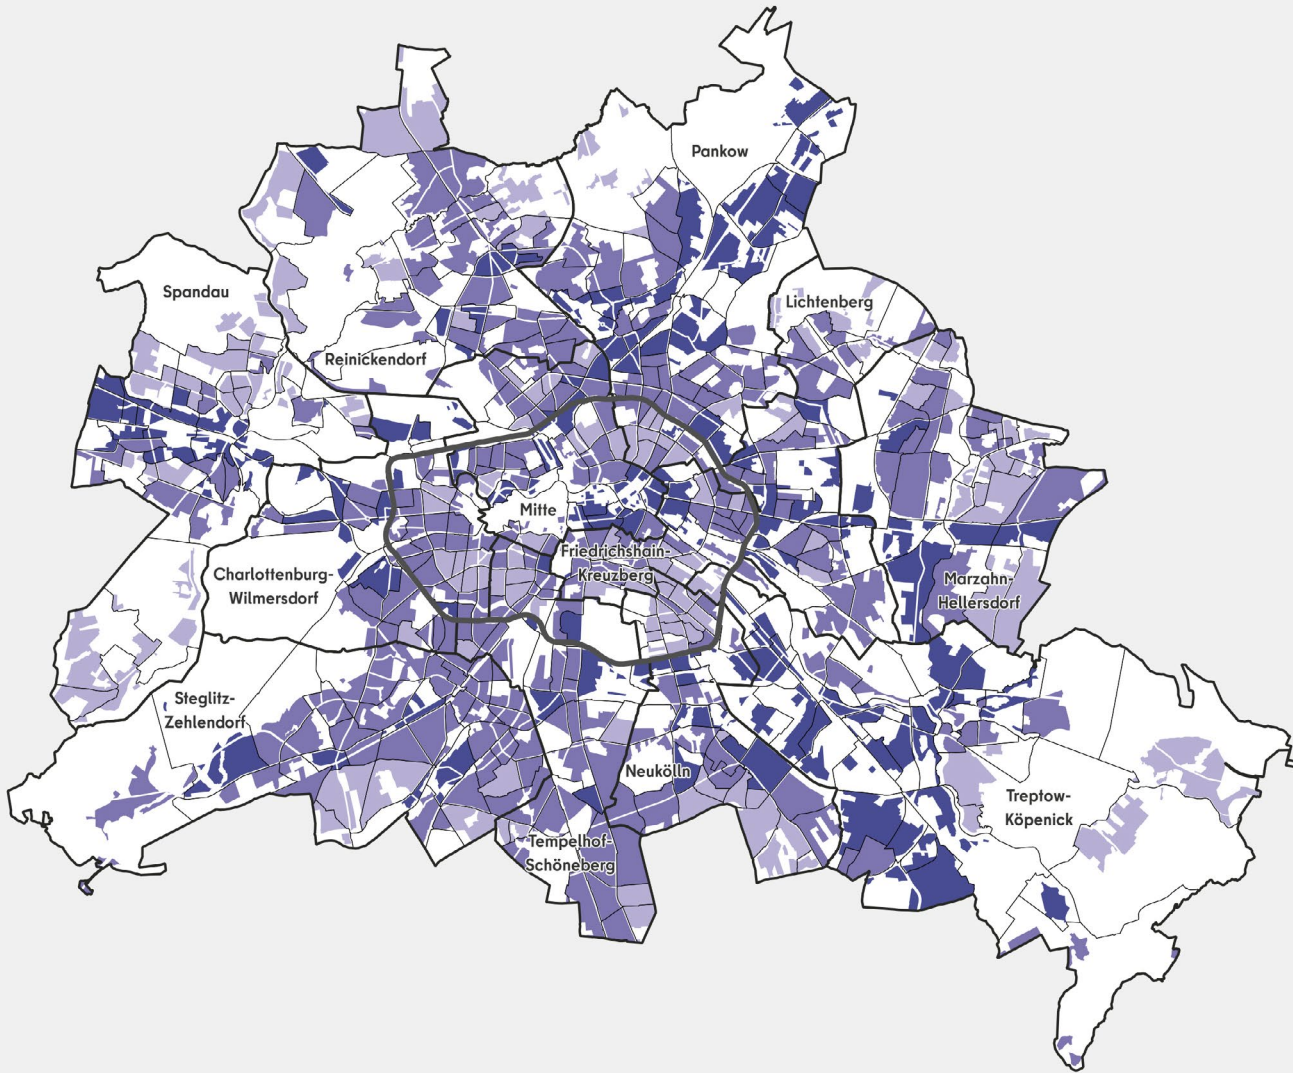 Pankow
Spandau
Lichtenberg
Reinickendorf
Mitte
Friedrichshain-
Kreuzberg
Charlottenburg-
Wilmersdorf
Marzahn-
Hellersdorf
Steglitz-
Zehlendorf
Neukölln
Treptow-
Köpenick
Tempelhof-
Schöneberg